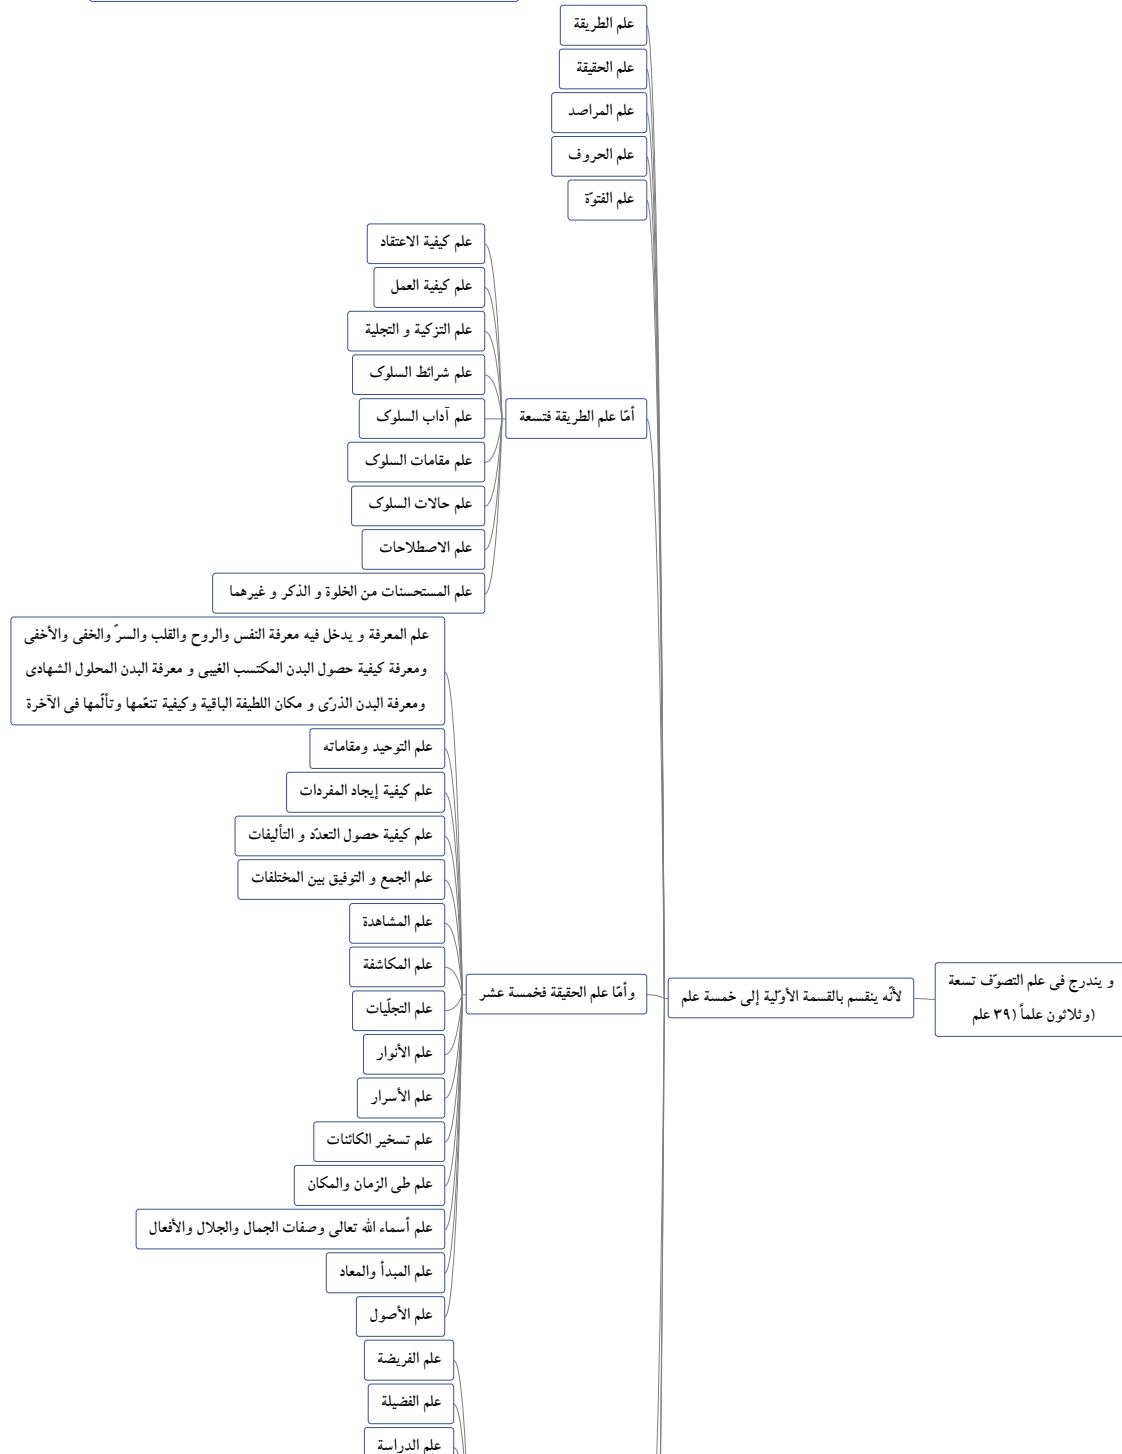 و يندرج فى علم التصوّف تسعة
(وثلاثون علماً (۳۹ علم
لأنّه ينقسم بالقسمة الأوّلية إلى خمسة علم
علم الطريقة
علم الحقيقة
علم المراصد
علم الحروف
علم الفتوّة
أمّا علم الطريقة فتسعة
علم كيفية الاعتقاد
علم كيفية العمل
علم التزكية و التجلية
علم شرائط السلوک
علم آداب السلوک
علم مقامات السلوک
علم حالات السلوک
علم الاصطلاحات
علم المستحسنات من الخلوة و الذكر و غيرهما
وأمّا علم الحقيقة فخمسة عشر
علم المعرفة و يدخل فيه معرفة النفس والروح والقلب والسرّ والخفى والأخفى
ومعرفة كيفية حصول البدن المكتسب الغيبى و معرفة البدن المحلول الشهادى
ومعرفة البدن الذرّى و مكان اللطيفة الباقية وكيفية تنعّمها وتألّمها فى الآخرة
علم التوحيد ومقاماته
علم كيفية إيجاد المفردات
علم كيفية حصول التعدّد و التأليفات
علم الجمع و التوفيق بين المختلفات
علم المشاهدة
علم المكاشفة
علم التجلّيات
علم الأنوار
علم الأسرار
علم تسخير الكائنات
علم طى الزمان والمكان
علم أسماء الله تعالى وصفات الجمال والجلال والأفعال
علم المبدأ والمعاد
علم الأصول
علم الفريضة
علم الفضيلة
علم الدراسة